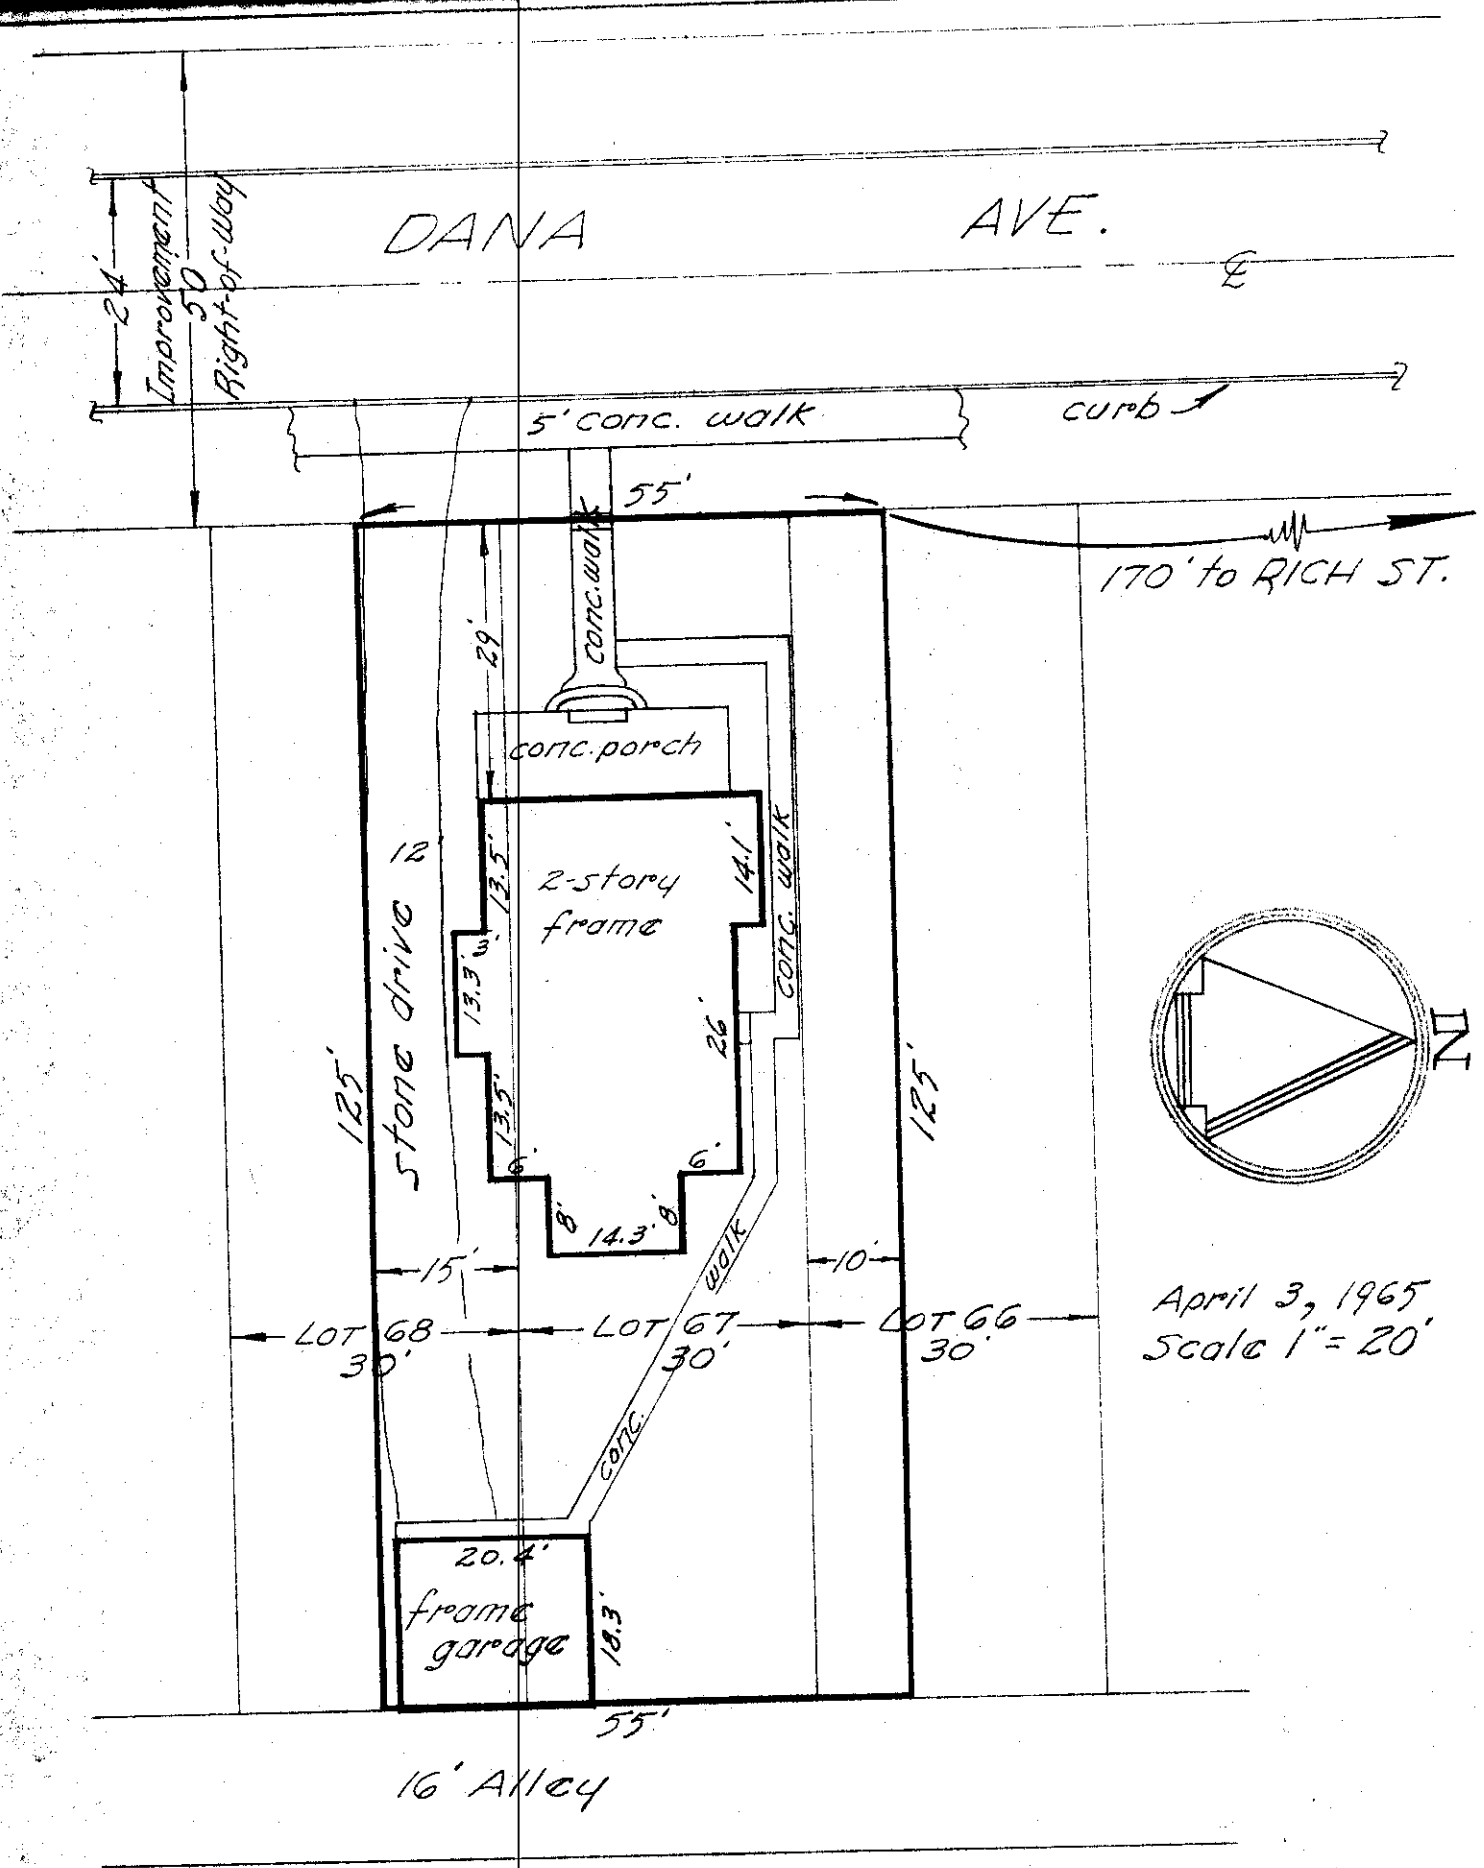 DANA AVE.
24'
Improvement
50
Right-of-Way
℄
5' conc. walk
curb
55'
conc. walk
170' to RICH ST.
29'
conc. porch
12'
stone drive
13.5'
2-story
frame
14.1'
conc. walk
3'
13.3'
26'
N
125'
13.5'
125'
6'
6'
8'
14.3'
8'
walk
15'
10'
April 3, 1965
Scale 1" = 20'
LOT 68
30'
LOT 67
30'
LOT 66
30'
conc.
20.4'
frame
garage
18.3'
55'
16' Alley